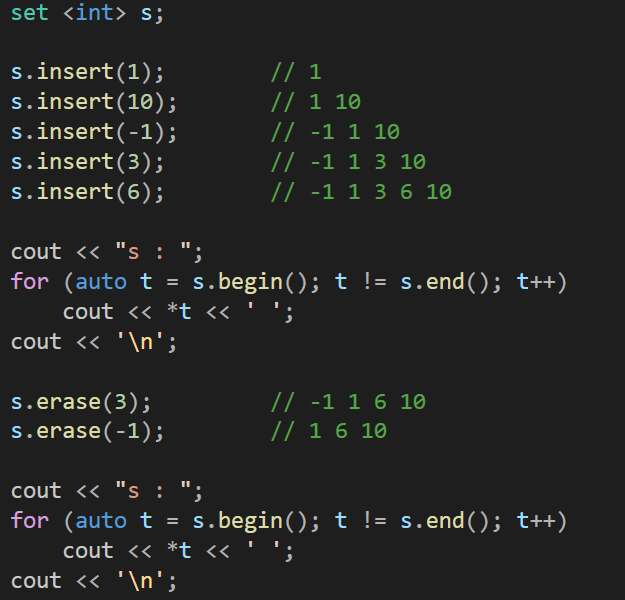 set <int> s;
s.insert(1);        // 1
s.insert(10);       // 1 10
s.insert(-1);       // -1 1 10
s.insert(3);        // -1 1 3 10
s.insert(6);        // -1 1 3 6 10
cout << "s : ";
for (auto t = s.begin(); t != s.end(); t++)
    cout << *t << ' ';
cout << '\n';
s.erase(3);         // -1 1 6 10
s.erase(-1);        // 1 6 10
cout << "s : ";
for (auto t = s.begin(); t != s.end(); t++)
    cout << *t << ' ';
cout << '\n';